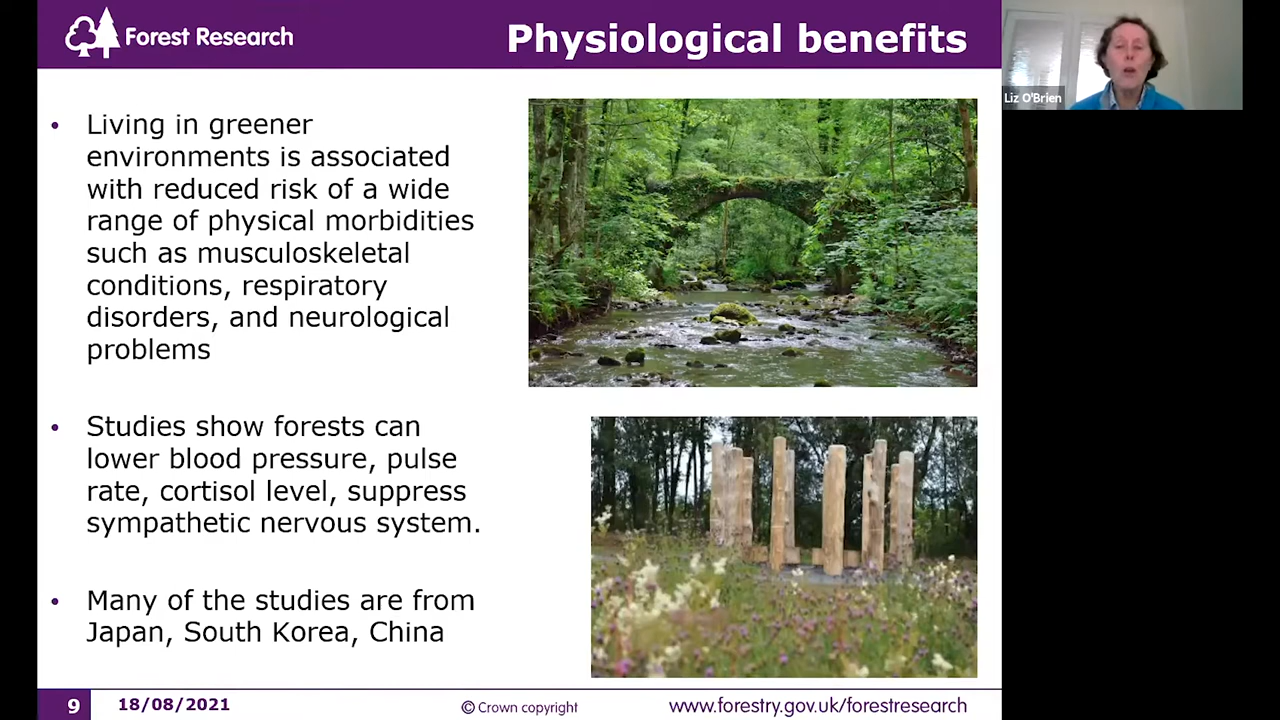 Forest Research
Physiological benefits
Liz O'Brien
• Living in greener
environments is associated
with reduced risk of a wide
range of physical morbidities
such as musculoskeletal
conditions, respiratory
disorders, and neurological
problems
• Studies show forests can
lower blood pressure, pulse
rate, cortisol level, suppress
sympathetic nervous system.
• Many of the studies are from
Japan, South Korea, China
9
18/08/2021
© Crown copyright
www.forestry.gov.uk/forestresearch